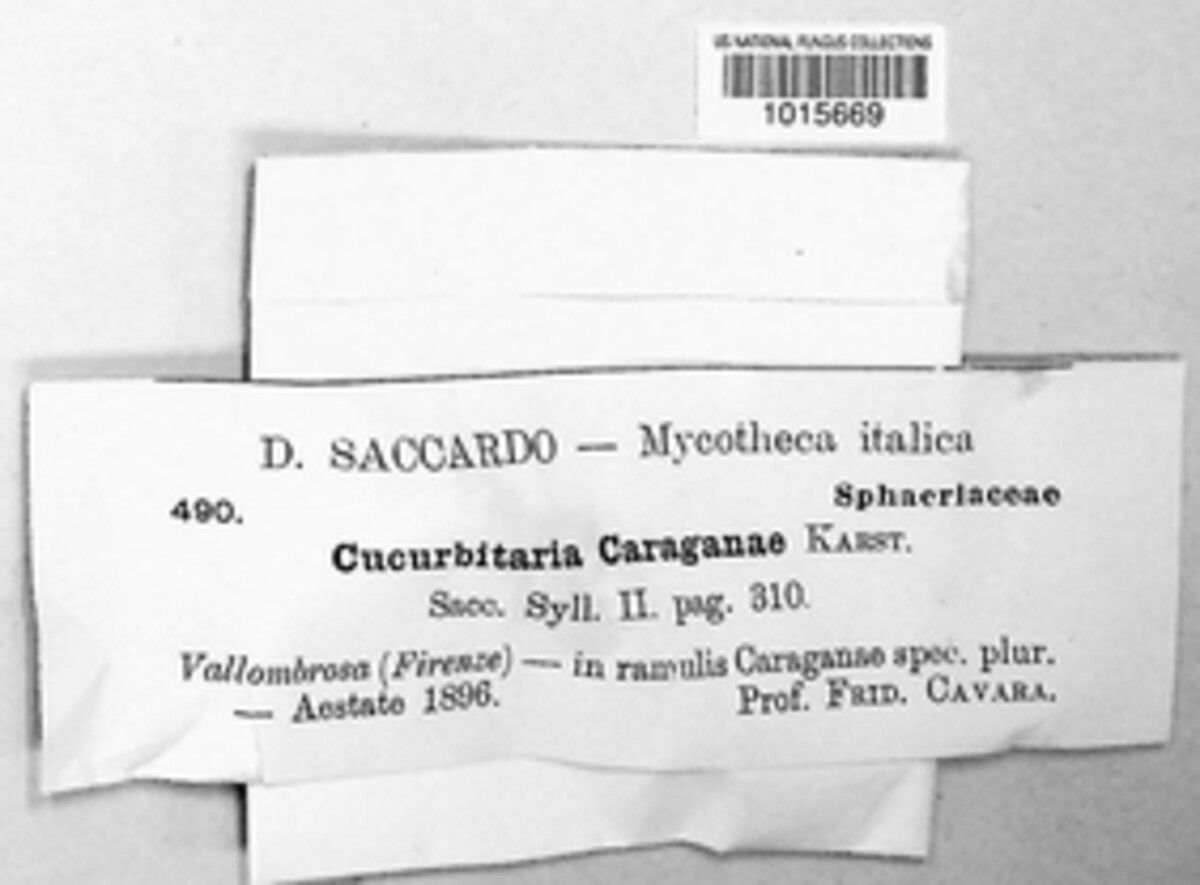 US NATIONAL FUNGUS COLLECTIONS
1015669
D. SACCARDO — Mycotheca italica
490. Sphaeriaceae
Cucurbitaria Caraganae KARST.
Sacc. Syll. II. pag. 310.
Vallombrosa (Firenze) — in ramulis Caraganae spec. plur.
— Aestate 1896. Prof. FRID. CAVARA.